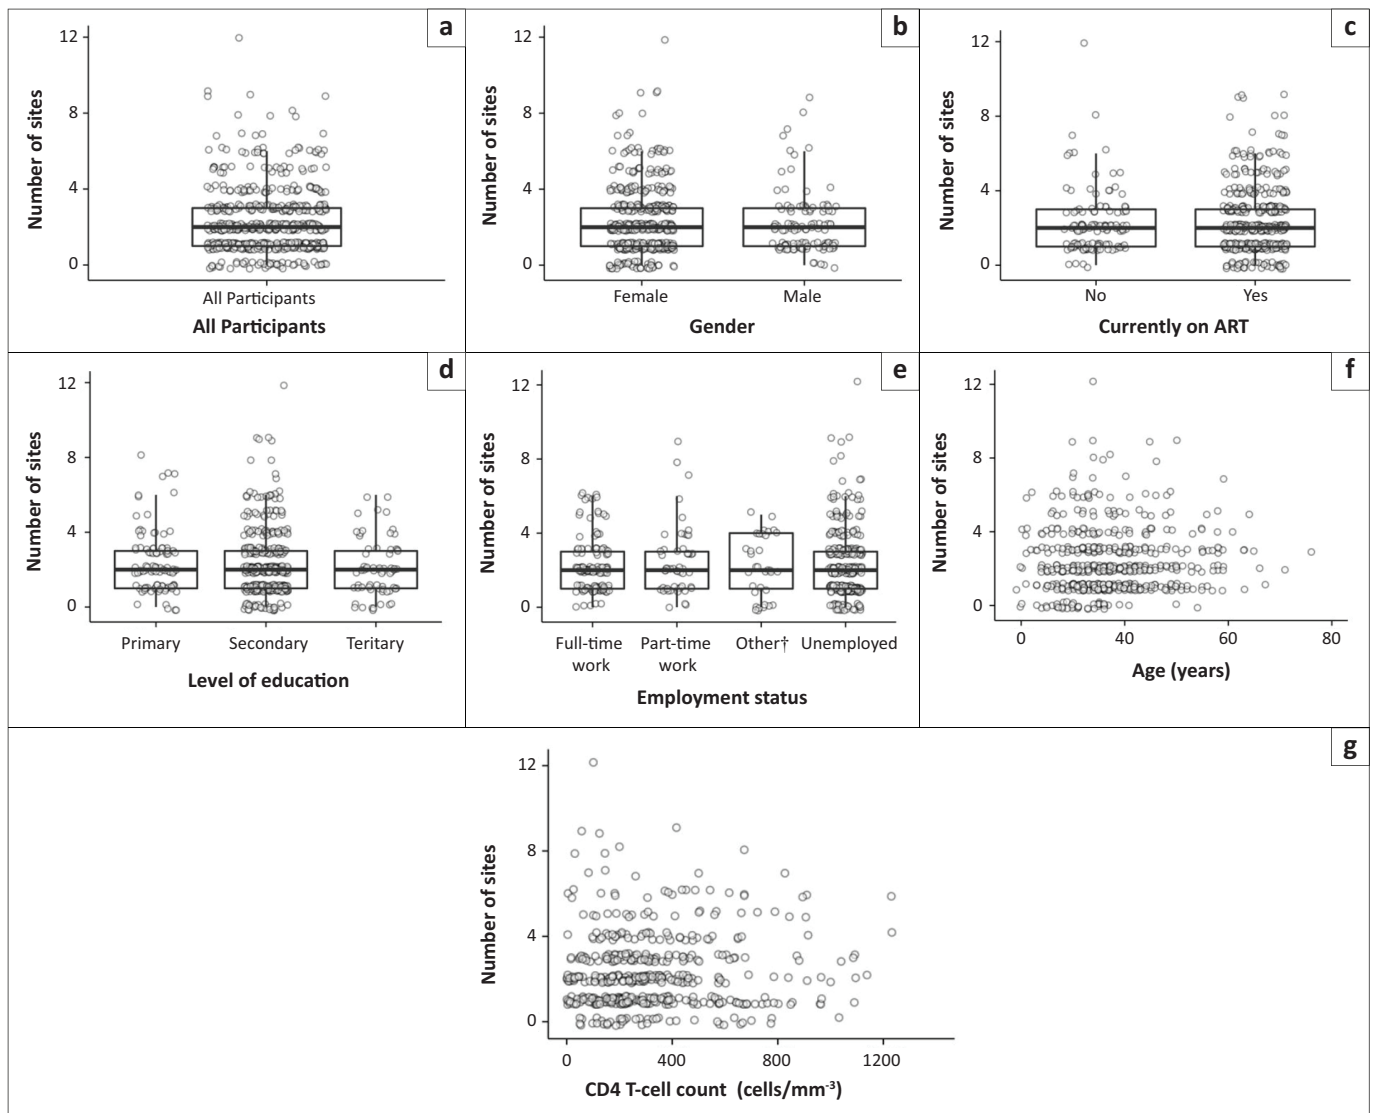 a
12
8
4
0
Number of sites
All Participants
All Participants
b
12
8
4
0
Number of sites
Female Male
Gender
c
12
8
4
0
Number of sites
No Yes
Currently on ART
d
12
8
4
0
Number of sites
Primary Secondary Teritary
Level of education
e
12
8
4
0
Number of sites
Full-time Part-time Other† Unemployed
work work
Employment status
f
12
8
4
0
Number of sites
0 40 60 80
Age (years)
g
12
8
4
0
Number of sites
0 400 800 1200
CD4 T-cell count (cells/mm⁻³)